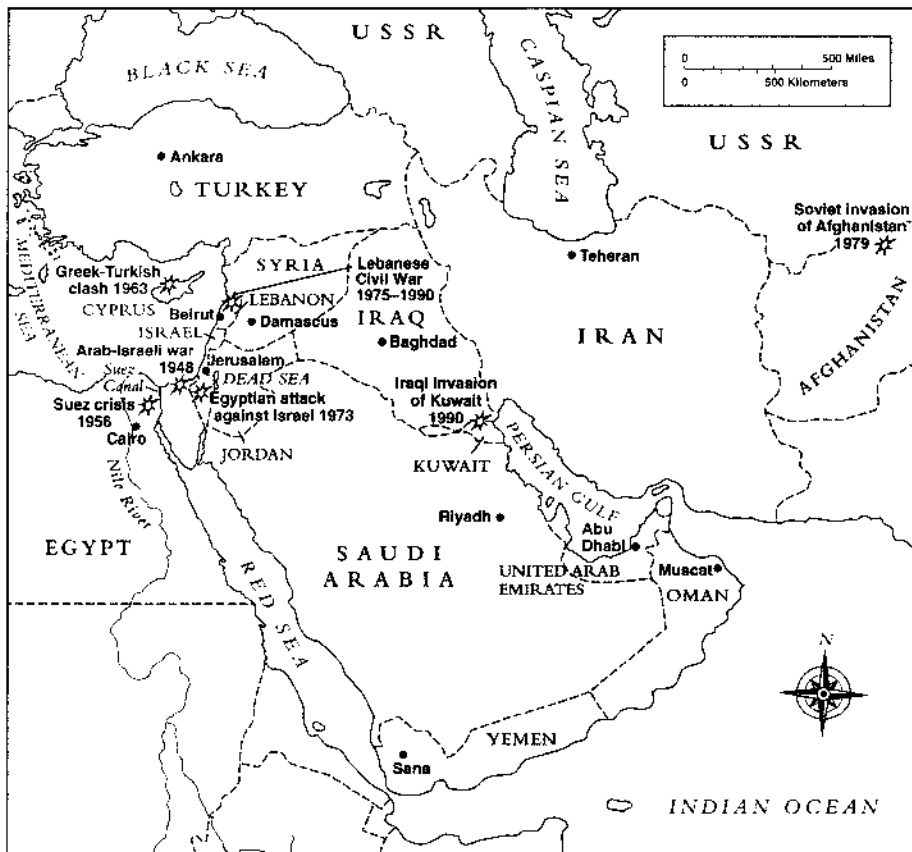 USSR
BLACK SEA
CASPIAN SEA
0 500 Miles
0 500 Kilometers
USSR
Ankara
TURKEY
Soviet invasion
of Afghanistan
1979
MEDITERRANEAN
SEA
Greek-Turkish
clash 1963
CYPRUS
SYRIA
Lebanese
Civil War
1975–1990
Teheran
LEBANON
Beirut
Damascus
ISRAEL
IRAQ
Baghdad
IRAN
AFGHANISTAN
Arab-Israeli war
1948
Jerusalem
DEAD SEA
Suez
Canal
Suez crisis
1956
Egyptian attack
against Israel 1973
Iraqi Invasion
of Kuwait
1990
Cairo
JORDAN
KUWAIT
PERSIAN GULF
Nile River
Riyadh
Abu
Dhabi
EGYPT
SAUDI
ARABIA
UNITED ARAB
EMIRATES
Muscat
OMAN
RED SEA
N
YEMEN
Sana
INDIAN OCEAN